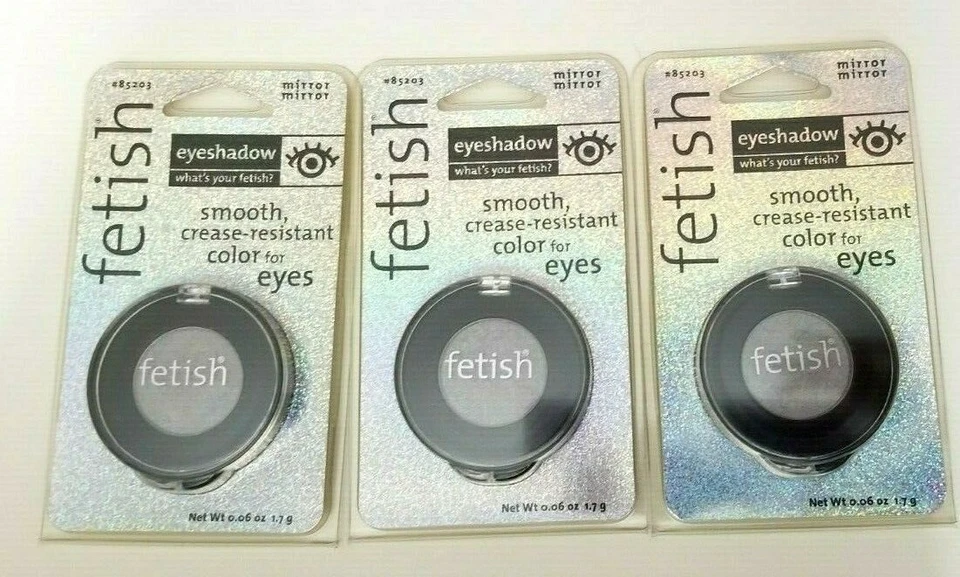 #85203
mirror
mirror
fetish®
eyeshadow
what's your fetish?
smooth,
crease-resistant
color for
eyes
fetish®
Net Wt 0.06 oz 1.7 g
#85203
mirror
mirror
fetish®
eyeshadow
what's your fetish?
smooth,
crease-resistant
color for
eyes
fetish®
Net Wt 0.06 oz 1.7 g
#85203
mirror
mirror
fetish®
eyeshadow
what's your fetish?
smooth,
crease-resistant
color for
eyes
fetish®
Net Wt 0.06 oz 1.7 g